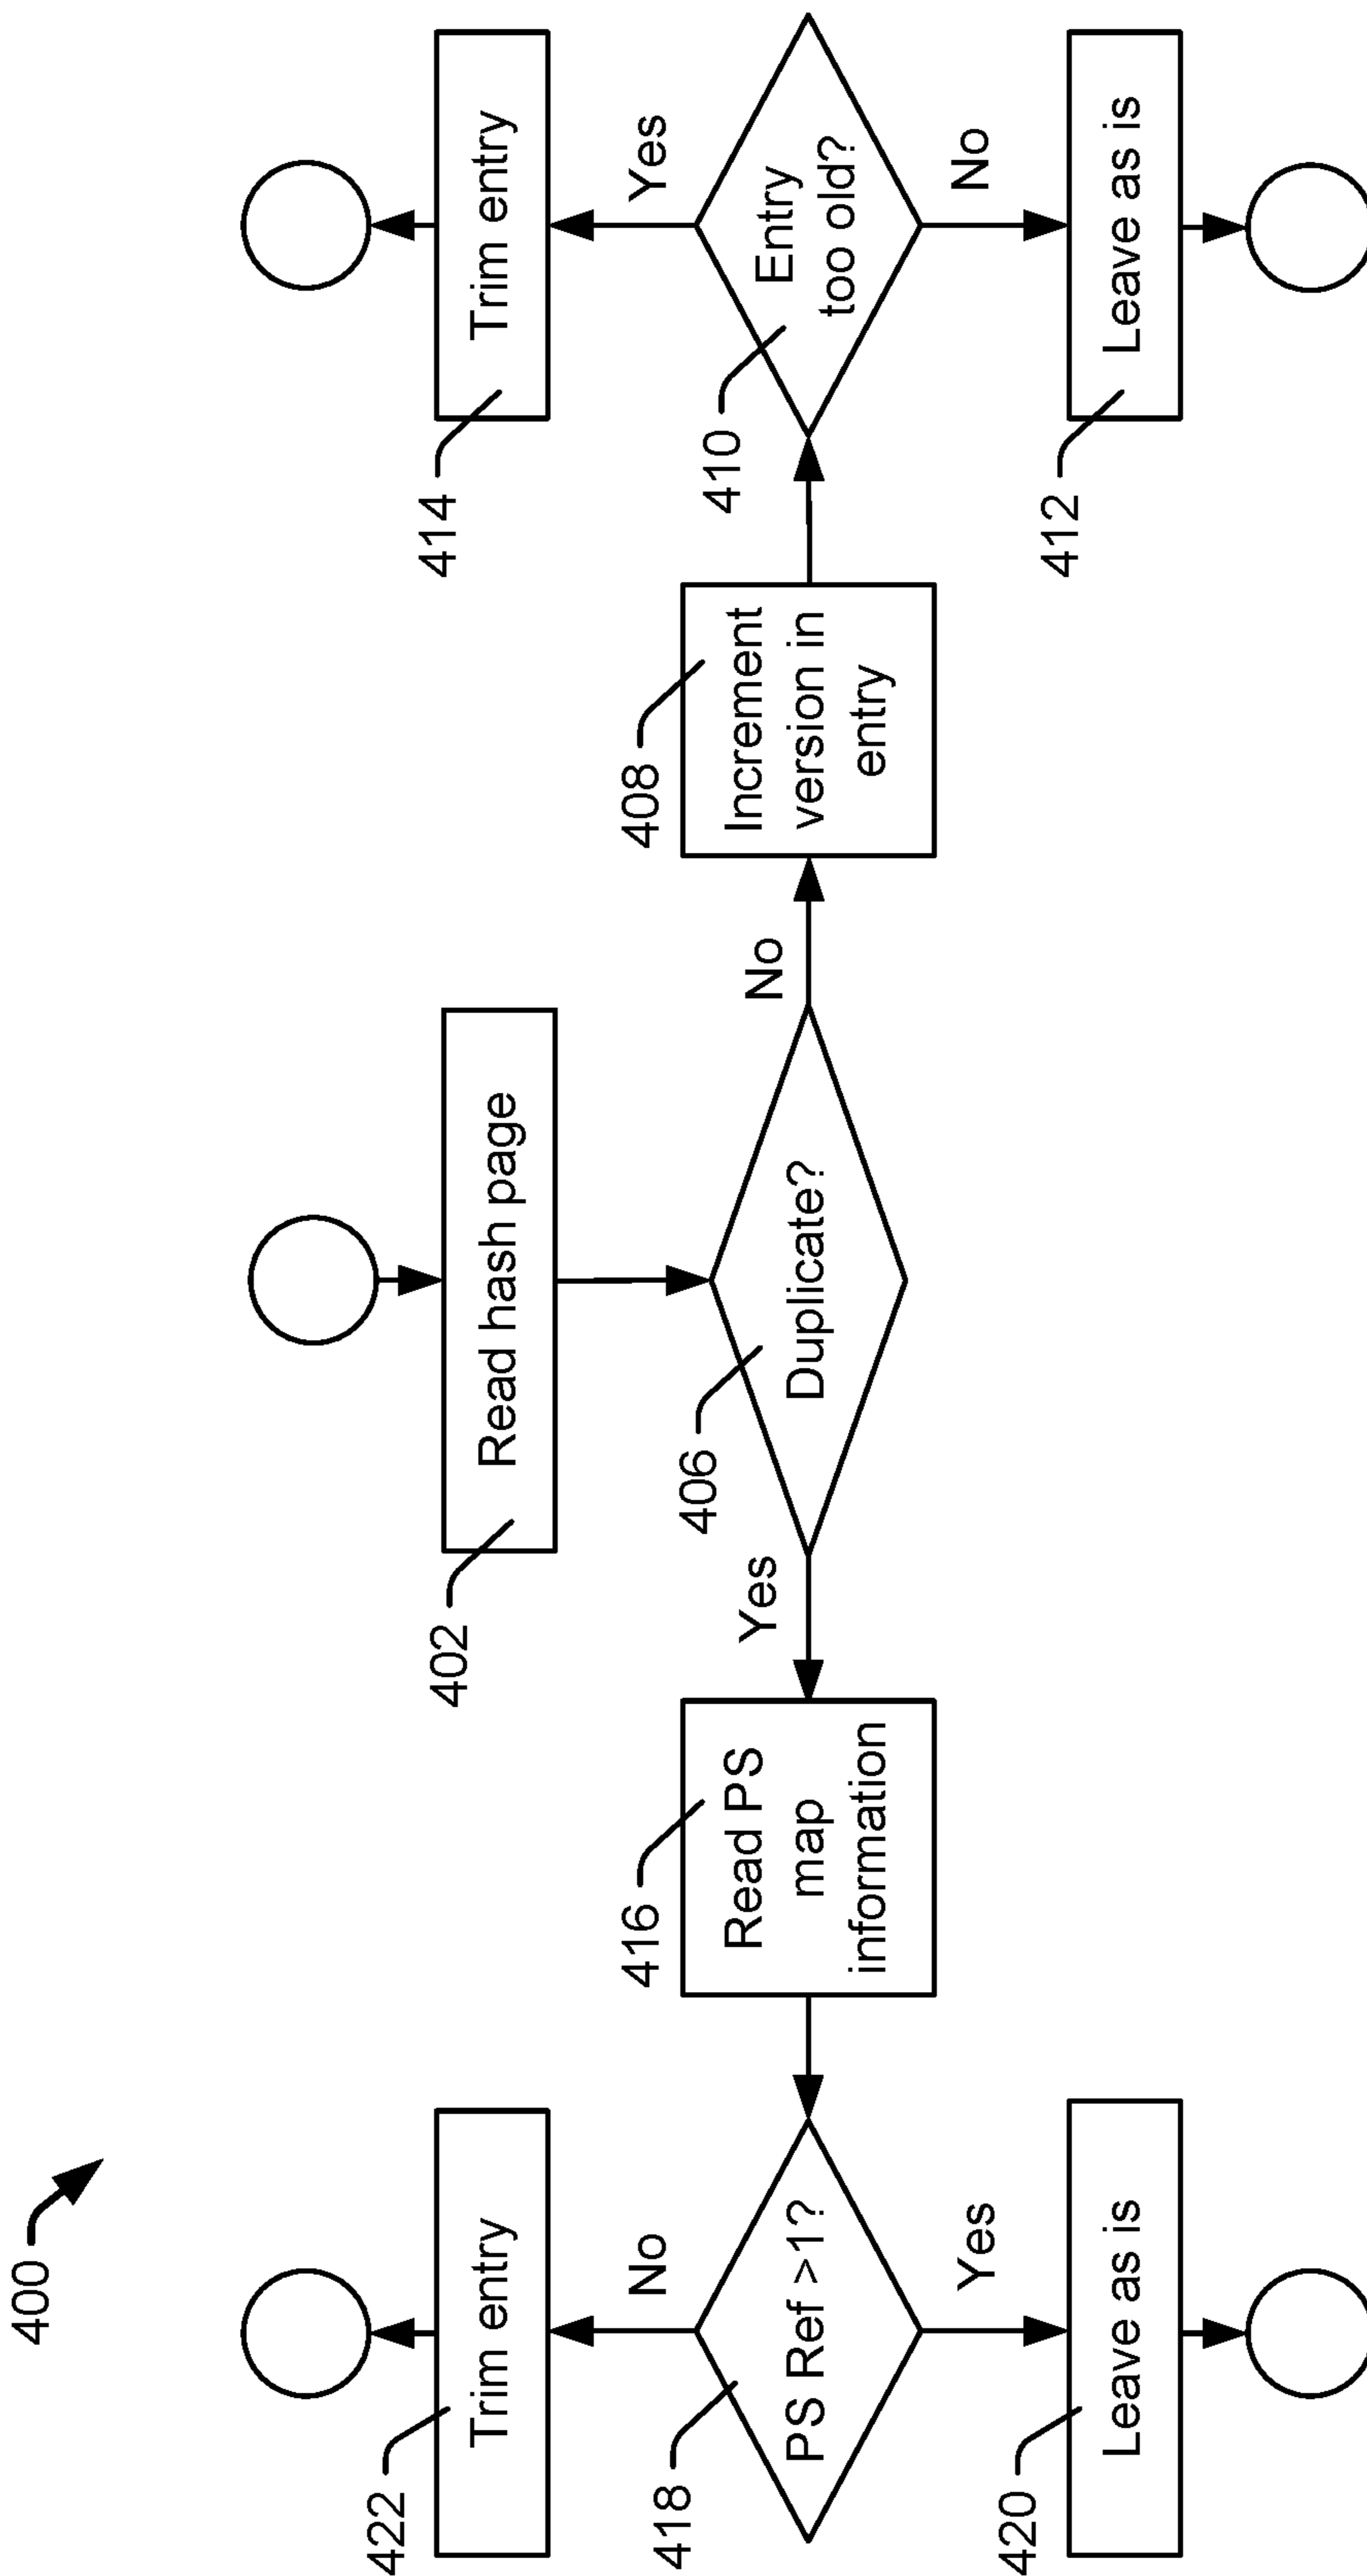 400
402
Read hash page
406
Duplicate?
Yes
No
416
Read PS
map
information
418
PS Ref >1?
No
422
Trim entry
Yes
420
Leave as is
408
Increment
version in
entry
410
Entry
too old?
Yes
414
Trim entry
No
412
Leave as is